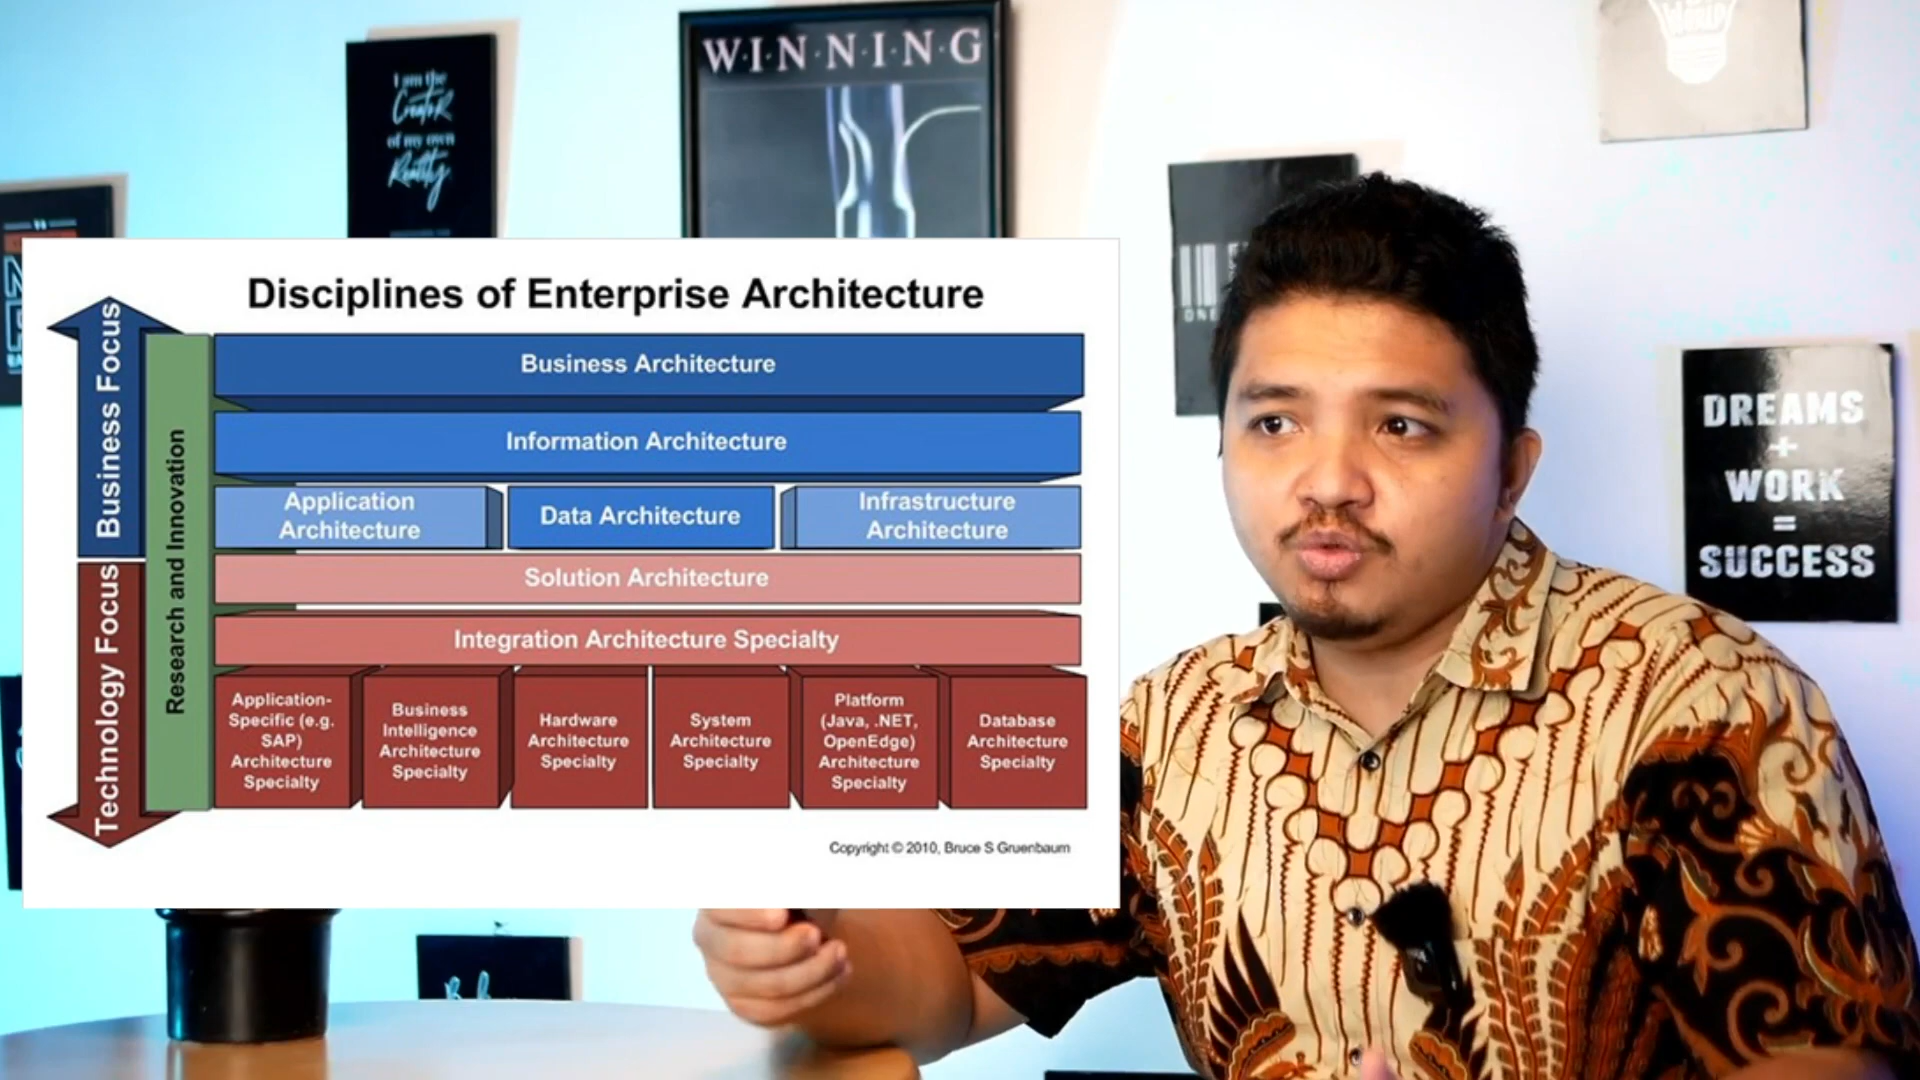 I am the
CreatoR
of my own
Reality
W·I·N·N·I·N·G
WORLD
DREAMS
+
WORK
=
SUCCESS
ONE
Disciplines of Enterprise Architecture
Business Focus
Technology Focus
Research and Innovation
Business Architecture
Information Architecture
Application
Architecture
Data Architecture
Infrastructure
Architecture
Solution Architecture
Integration Architecture Specialty
Application-
Specific (e.g.
SAP)
Architecture
Specialty
Business
Intelligence
Architecture
Specialty
Hardware
Architecture
Specialty
System
Architecture
Specialty
Platform
(Java, .NET,
OpenEdge)
Architecture
Specialty
Database
Architecture
Specialty
Copyright © 2010, Bruce S Gruenbaum